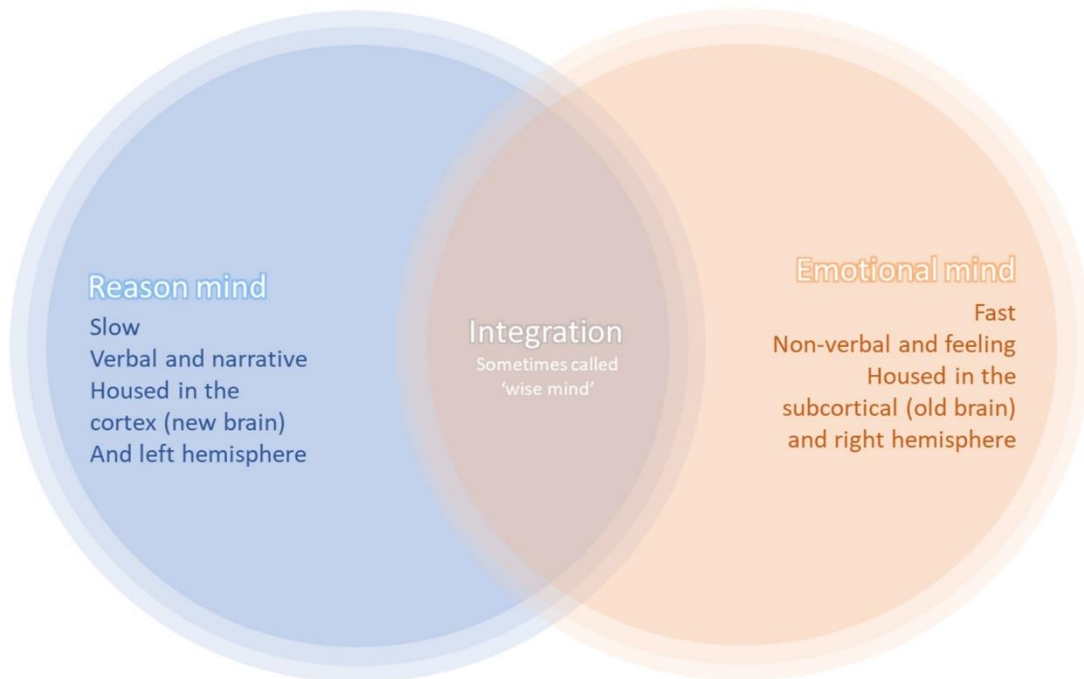 Reason mind
Slow
Verbal and narrative
Housed in the
cortex (new brain)
And left hemisphere
Integration
Sometimes called
‘wise mind’
Emotional mind
Fast
Non-verbal and feeling
Housed in the
subcortical (old brain)
and right hemisphere